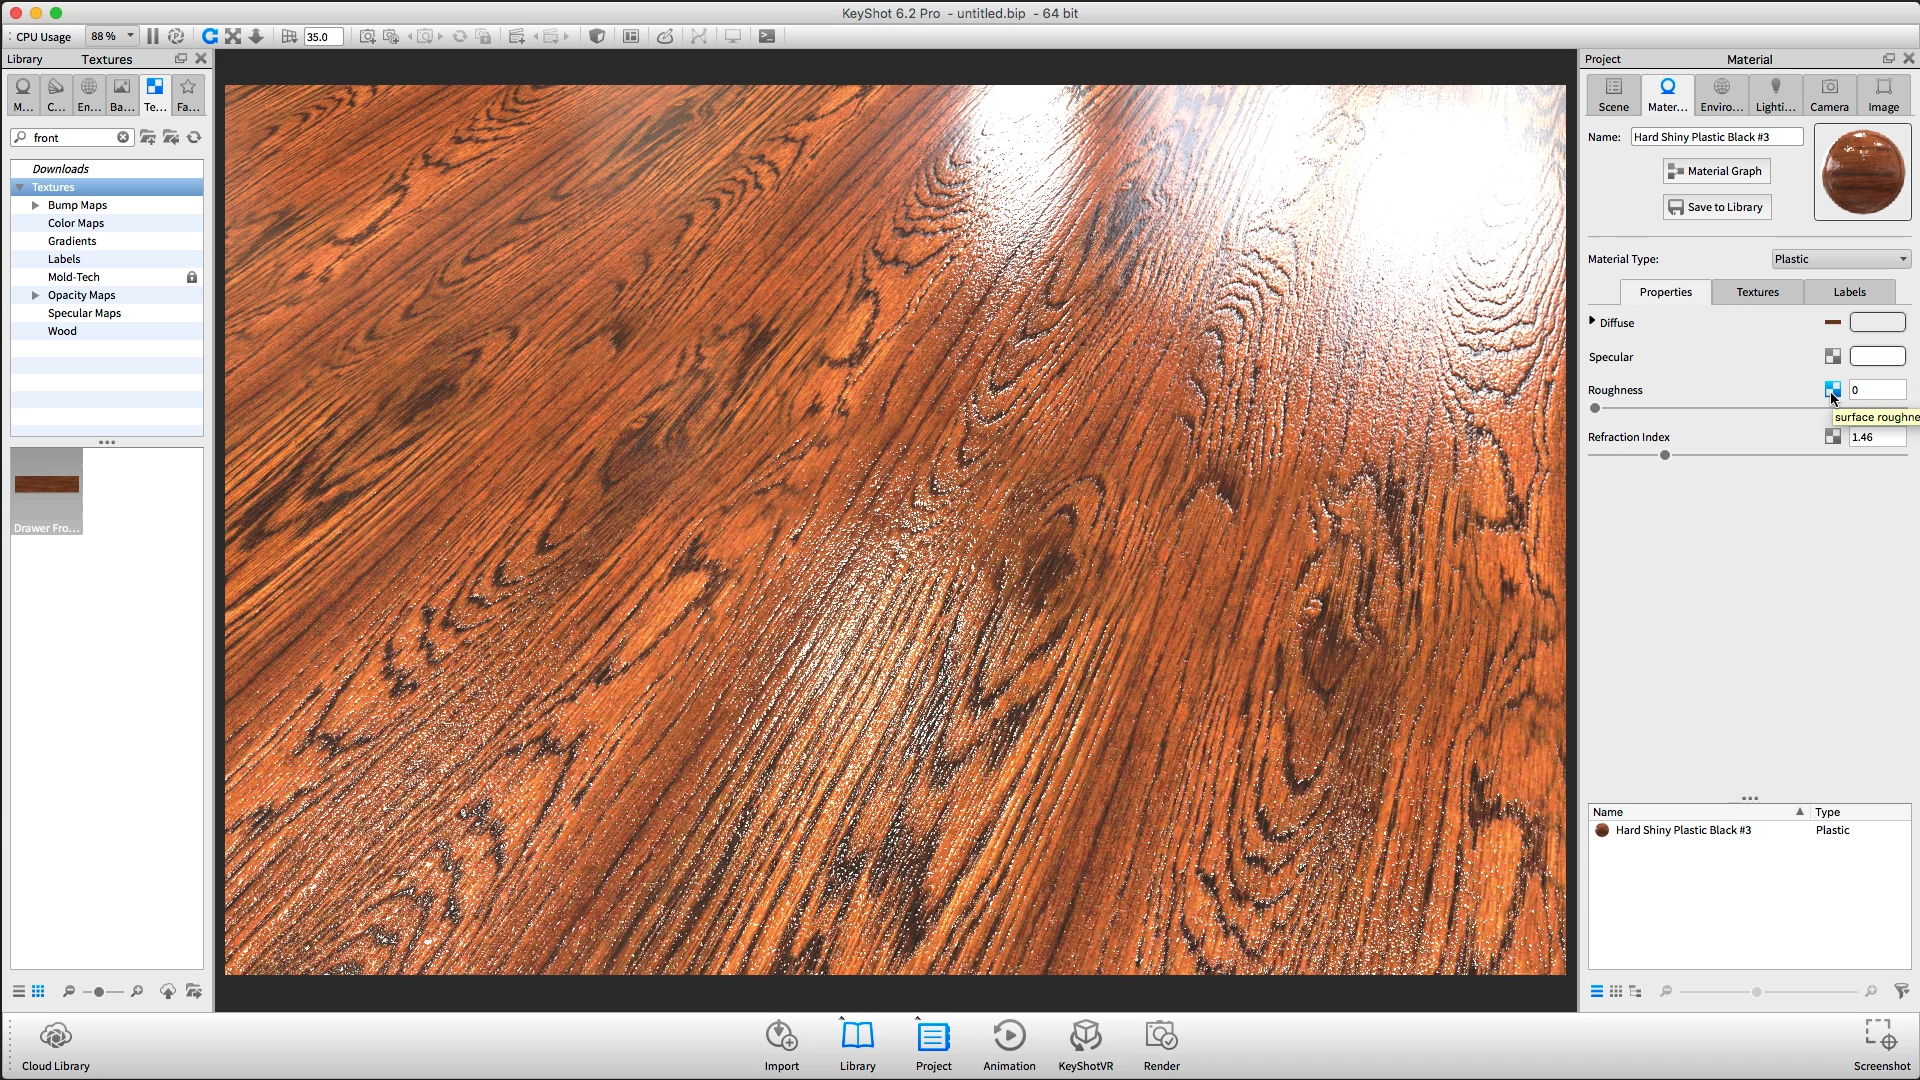 KeyShot 6.2 Pro - untitled.bip - 64 bit
CPU Usage
88 %
35.0
Library
Textures
M...
C...
En...
Ba...
Te...
Fa...
front
Downloads
Textures
Bump Maps
Color Maps
Gradients
Labels
Mold-Tech
Opacity Maps
Specular Maps
Wood
Drawer Fro...
Project
Material
Scene
Mater...
Enviro...
Lighti...
Camera
Image
Name:
Hard Shiny Plastic Black #3
Material Graph
Save to Library
Material Type:
Plastic
Properties
Textures
Labels
Diffuse
Specular
Roughness
0
surface roughne
Refraction Index
1.46
Name
Type
Hard Shiny Plastic Black #3
Plastic
Cloud Library
Import
Library
Project
Animation
KeyShotVR
Render
Screenshot